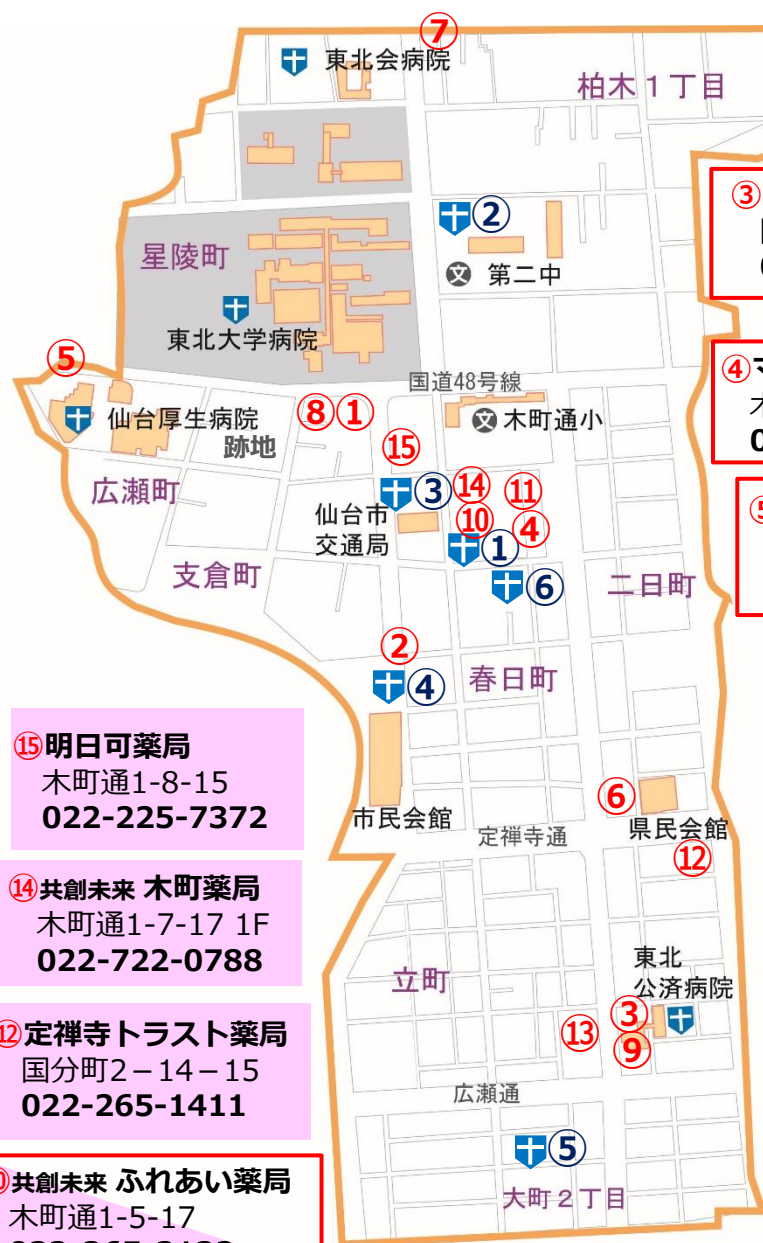 ⑦
東北会病院
柏木1丁目
③
②
星陵町
文 第二中
東北大学病院
⑤
国道48号線
④
仙台厚生病院
跡地
⑧①
文 木町通小
⑮
広瀬町
③
⑭
⑪
⑤
仙台市
交通局
⑩
④
①
支倉町
⑥
二日町
②
④
春日町
⑮明日可薬局
木町通1-8-15
022-225-7372
市民会館
⑥
県民会館
定禅寺通
⑫
⑭共創未来 木町薬局
木町通1-7-17 1F
022-722-0788
立町
東北
公済病院
③
⑬
⑨
⑫定禅寺トラスト薬局
国分町2－14－15
022-265-1411
広瀬通
⑤
大町2丁目
共創未来 ふれあい薬局
木町通1-5-17